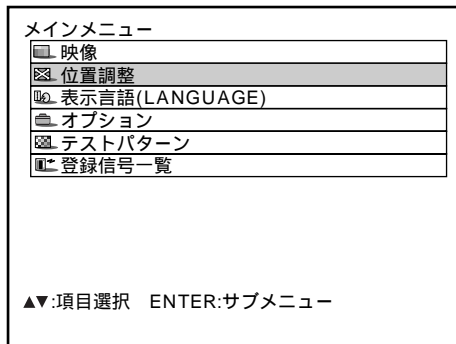 メインメニュー
映像
位置調整
表示言語(LANGUAGE)
オプション
テストパターン
登録信号一覧
▲▼:項目選択　ENTER:サブメニュー